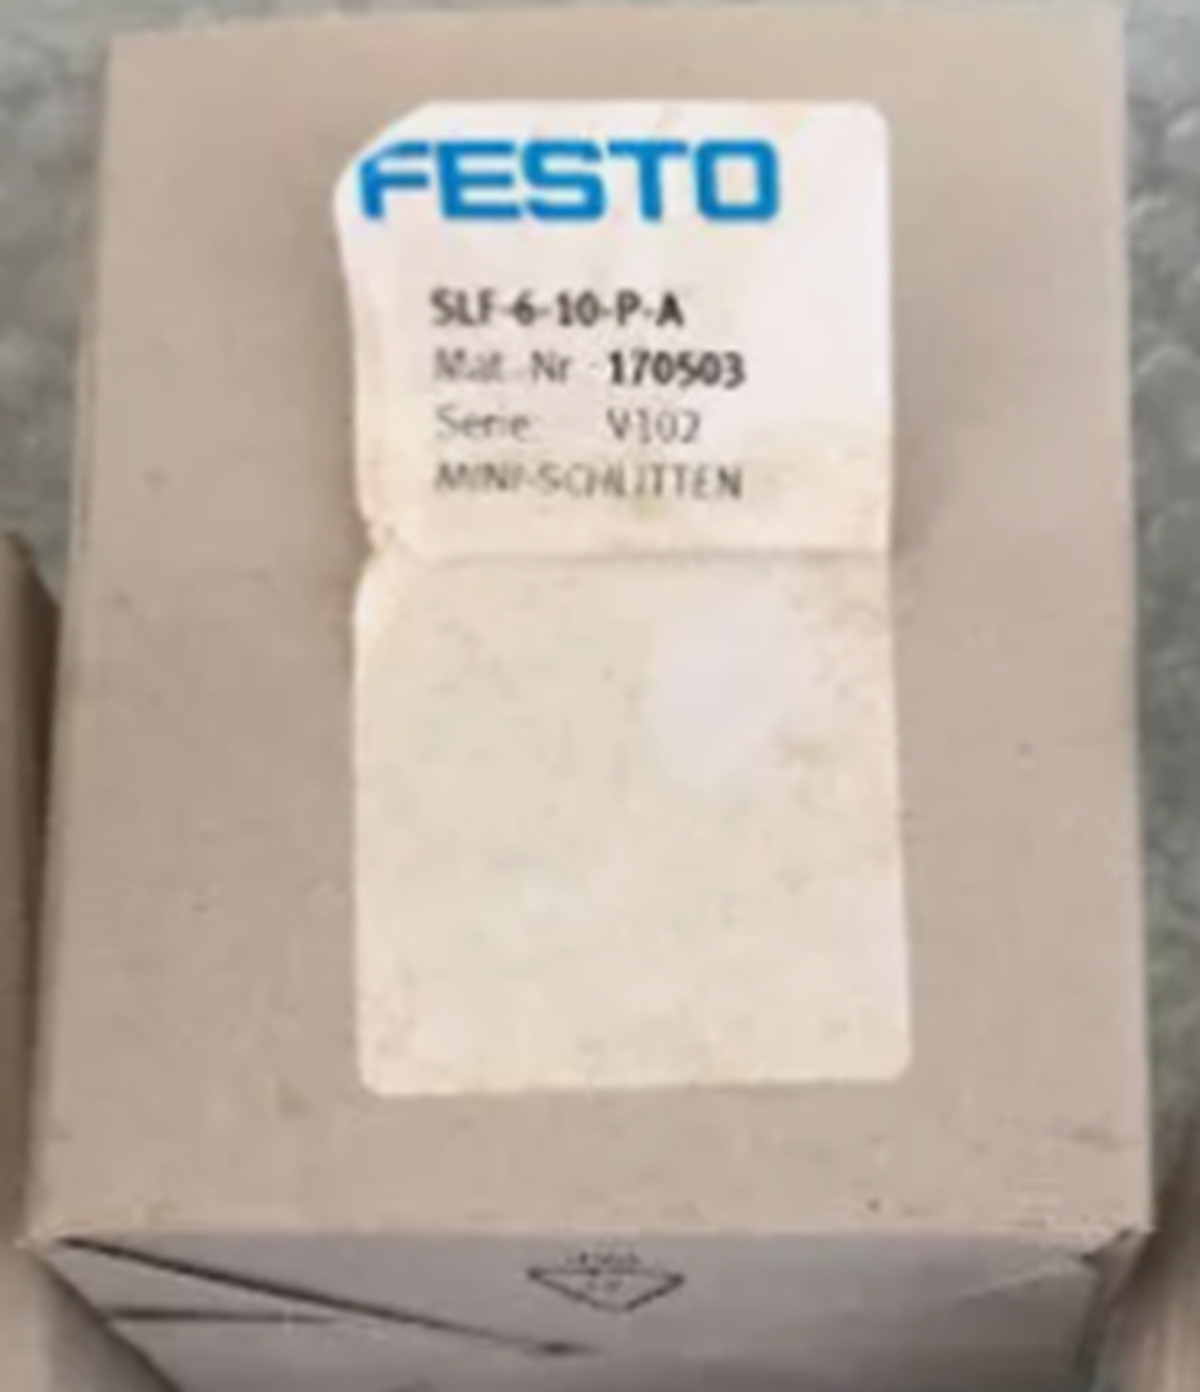 FESTO
SLF-6-10-P-A
Mat.-Nr. 170503
Serie: V102
MINI-SCHLITTEN